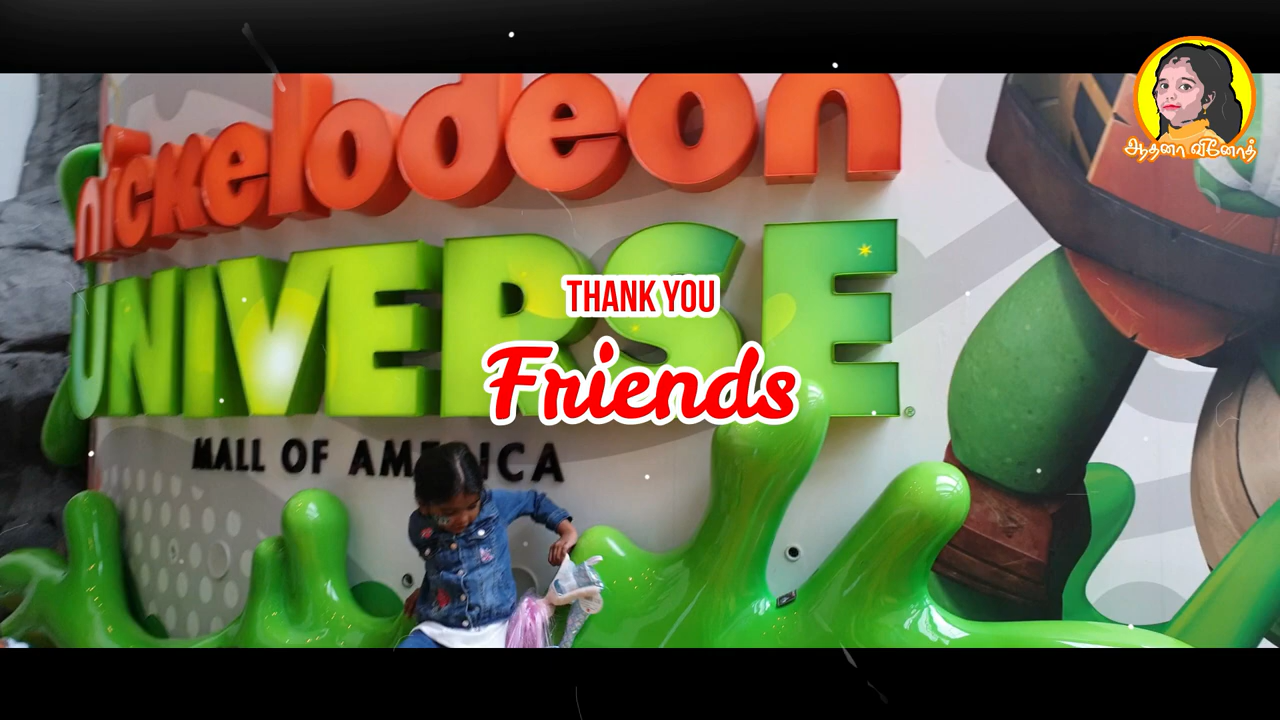 nickelodeon
UNIVERSE
MALL OF AMERICA
THANK YOU
Friends
ஆதனா வினோத்